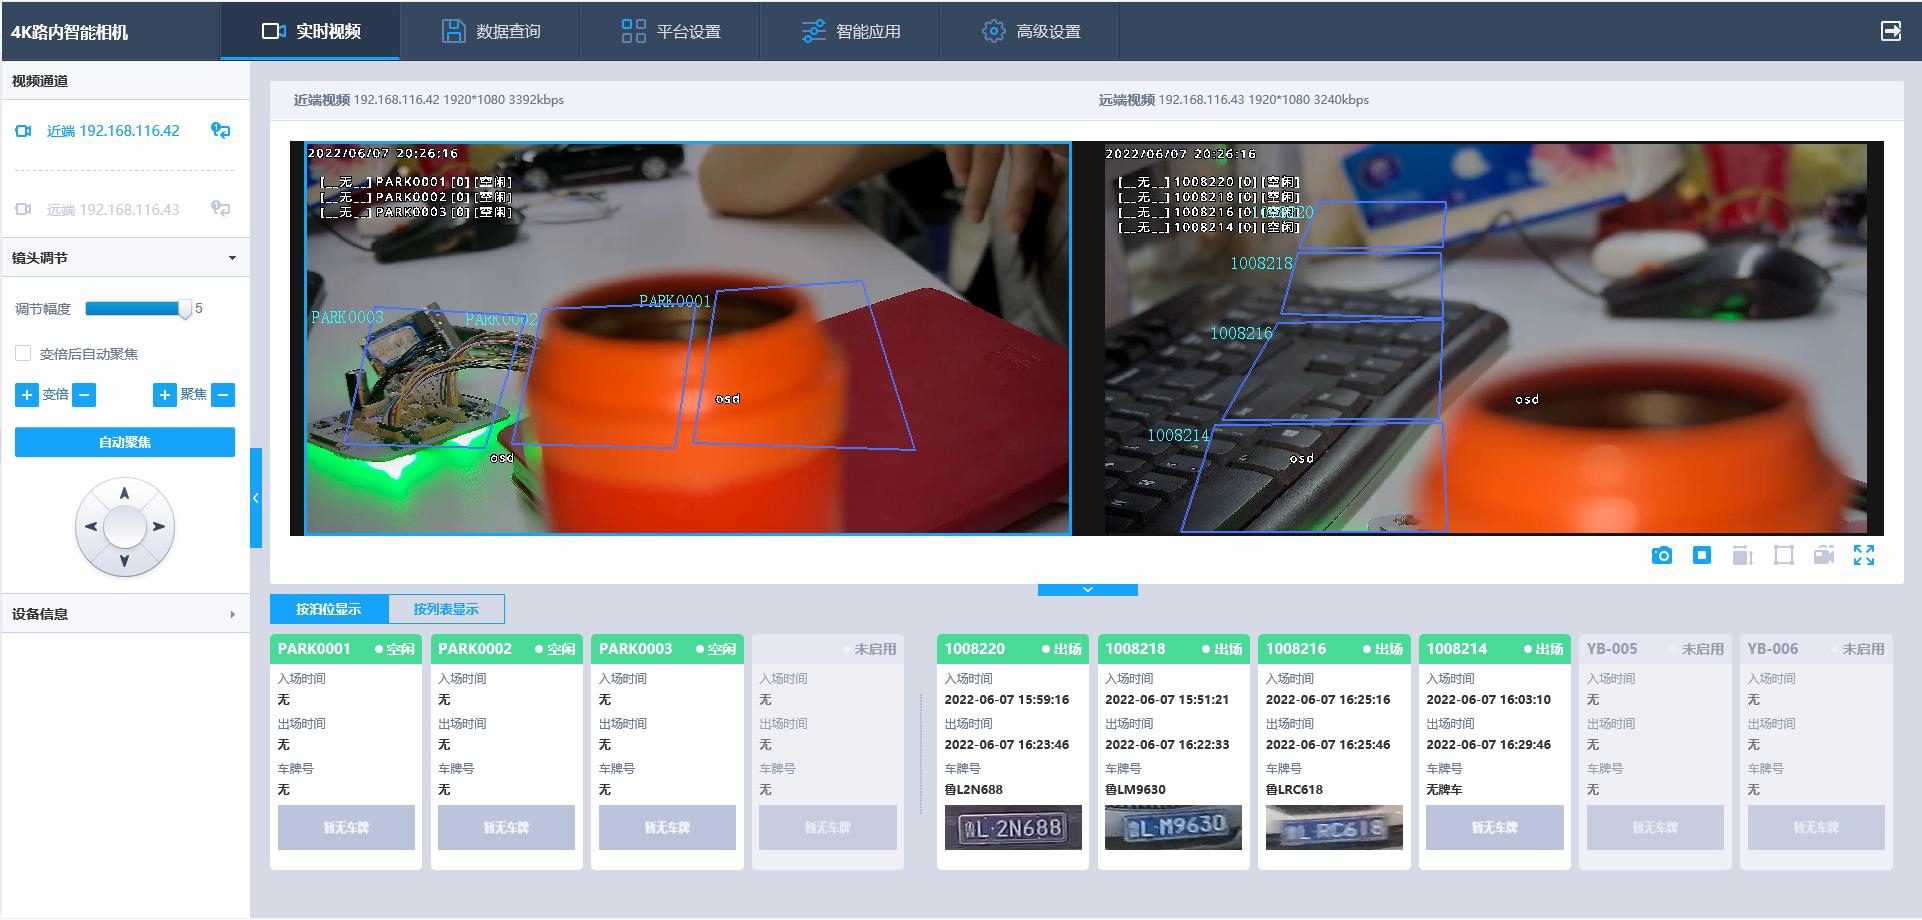 4K路内智能相机
实时视频
数据查询
平台设置
智能应用
高级设置
视频通道
近端 192.168.116.42
远端 192.168.116.43
镜头调节
调节幅度 5
变倍后自动聚焦
变倍
聚焦
自动聚焦
设备信息
近端视频 192.168.116.42 1920*1080 3392kbps
远端视频 192.168.116.43 1920*1080 3240kbps
2022/06/07 20:26:16
[__无__] PARK0001 [0] [空闲]
[__无__] PARK0002 [0] [空闲]
[__无__] PARK0003 [0] [空闲]
PARK0003
PARK0002
PARK0001
osd
osd
2022/06/07 20:26:16
[__无__] 1008220 [0] [空闲]
[__无__] 1008218 [0] [空闲]
[__无__] 1008216 [0] [空闲]
[__无__] 1008214 [0] [空闲]
1008220
1008218
1008216
1008214
osd
osd
按泊位显示
按列表显示
PARK0001 空闲
入场时间
无
出场时间
无
车牌号
无
暂无车牌
PARK0002 空闲
入场时间
无
出场时间
无
车牌号
无
暂无车牌
PARK0003 空闲
入场时间
无
出场时间
无
车牌号
无
暂无车牌
未启用
入场时间
无
出场时间
无
车牌号
无
暂无车牌
1008220 出场
入场时间
2022-06-07 15:59:16
出场时间
2022-06-07 16:23:46
车牌号
鲁L2N688
鲁L·2N688
1008218 出场
入场时间
2022-06-07 15:51:21
出场时间
2022-06-07 16:22:33
车牌号
鲁LM9630
L·M9630
1008216 出场
入场时间
2022-06-07 16:25:16
出场时间
2022-06-07 16:25:46
车牌号
鲁LRC618
L·RC618
1008214 出场
入场时间
2022-06-07 16:03:10
出场时间
2022-06-07 16:29:46
车牌号
无牌车
暂无车牌
YB-005 未启用
入场时间
无
出场时间
无
车牌号
无
暂无车牌
YB-006 未启用
入场时间
无
出场时间
无
车牌号
无
暂无车牌